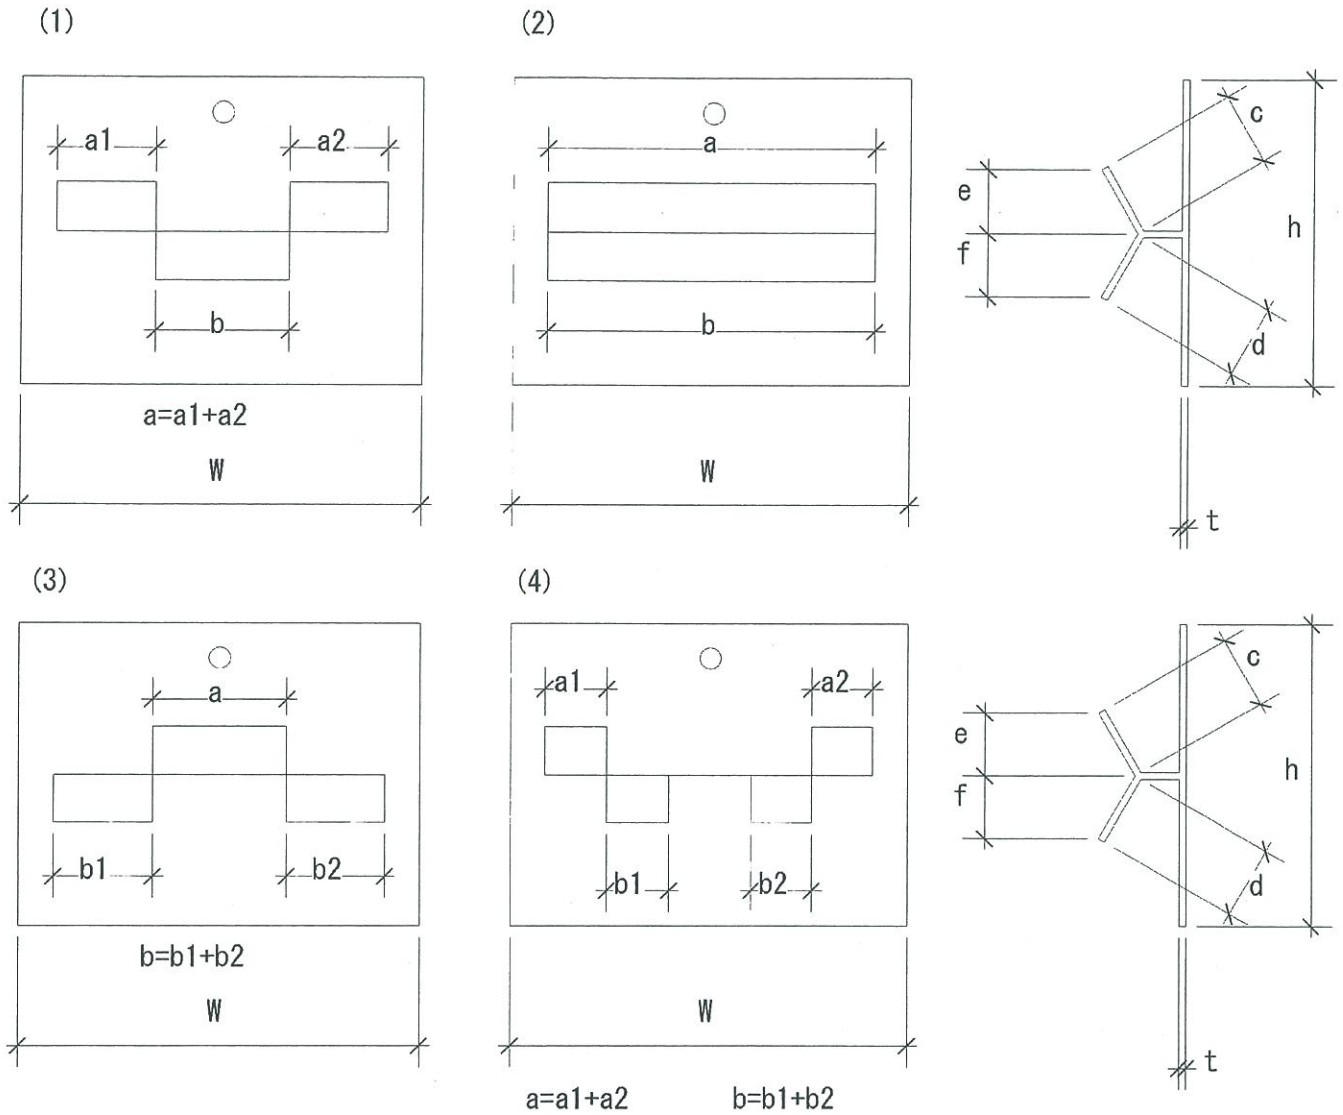 (1)
a1
a2
b
a=a1+a2
W
(2)
a
b
W
e
f
c
d
h
t
(3)
a
b1
b2
b=b1+b2
W
(4)
a1
a2
b1
b2
W
a=a1+a2 b=b1+b2
e
f
c
d
h
t